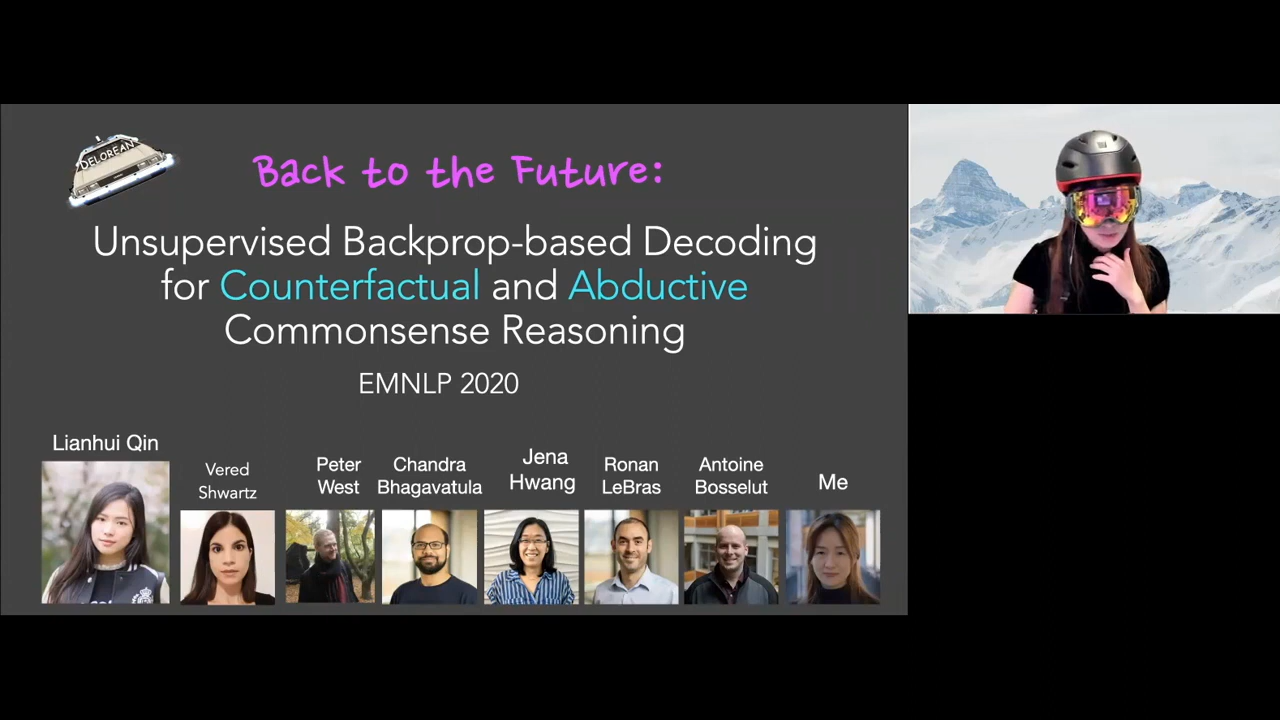 DELOREAN
Back to the Future:
Unsupervised Backprop-based Decoding
for Counterfactual and Abductive
Commonsense Reasoning
EMNLP 2020
Lianhui Qin
Vered
Shwartz
Peter
West
Chandra
Bhagavatula
Jena
Hwang
Ronan
LeBras
Antoine
Bosselut
Me